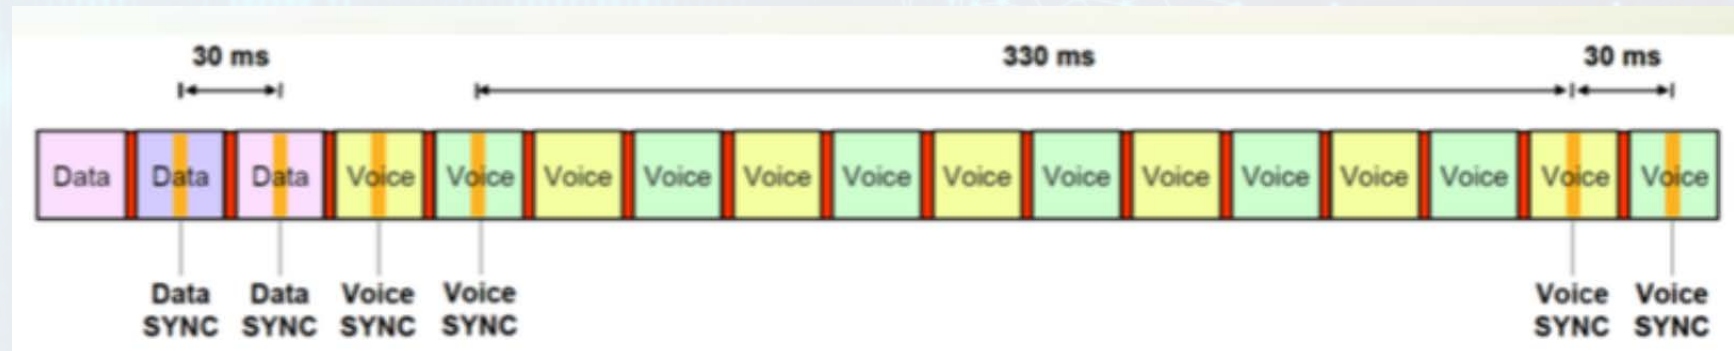 30 ms 330 ms 30 ms
Data Data Data Voice Voice Voice Voice Voice Voice Voice Voice Voice Voice Voice Voice Voice Voice
Data Data Voice Voice Voice Voice
SYNC SYNC SYNC SYNC SYNC SYNC